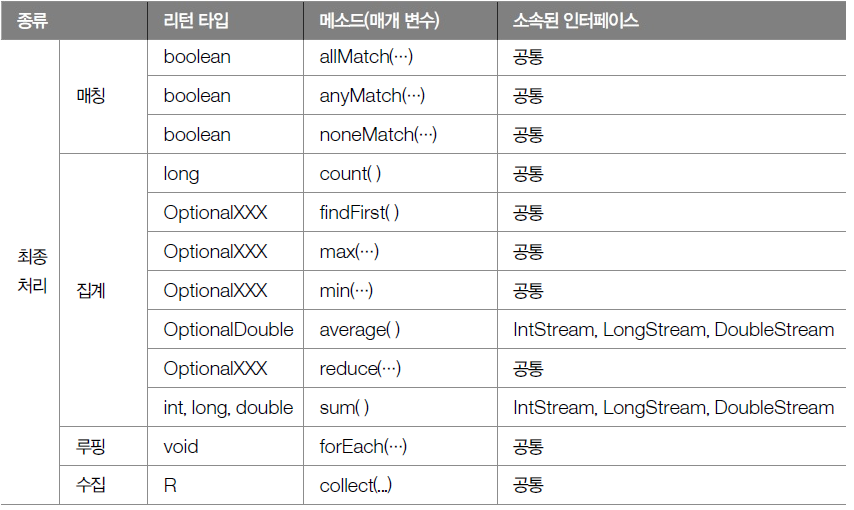 종류 리턴 타입 메소드(매개 변수) 소속된 인터페이스
최종 처리 매칭 boolean allMatch(…) 공통
boolean anyMatch(…) 공통
boolean noneMatch(…) 공통
집계 long count( ) 공통
OptionalXXX findFirst( ) 공통
OptionalXXX max(…) 공통
OptionalXXX min(…) 공통
OptionalDouble average( ) IntStream, LongStream, DoubleStream
OptionalXXX reduce(…) 공통
int, long, double sum( ) IntStream, LongStream, DoubleStream
루핑 void forEach(…) 공통
수집 R collect(...) 공통